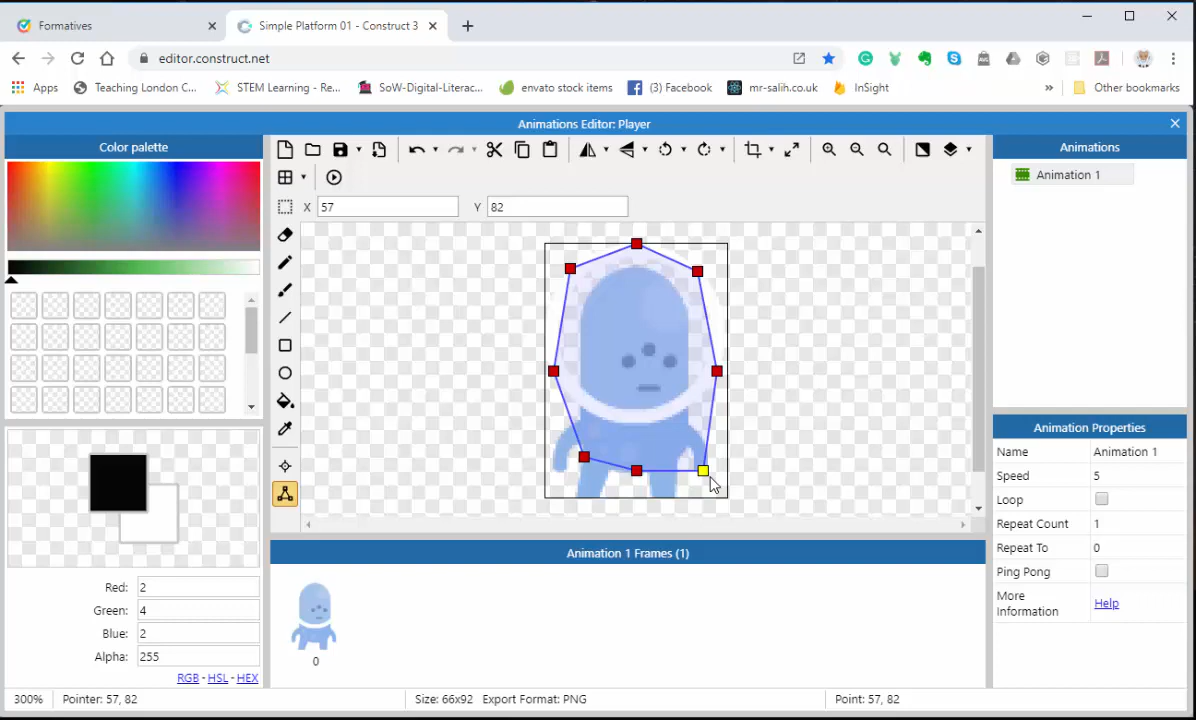 Formatives
Simple Platform 01 - Construct 3
editor.construct.net
Apps
Teaching London C...
STEM Learning - Re...
SoW-Digital-Literac...
envato stock items
(3) Facebook
mr-salih.co.uk
InSight
»
Other bookmarks
Animations Editor: Player
Color palette
Animations
Animation 1
X 57 Y 82
Animation Properties
Name Animation 1
Speed 5
Loop
Repeat Count 1
Repeat To 0
Ping Pong
More
Information
Help
Animation 1 Frames (1)
0
Red: 2
Green: 4
Blue: 2
Alpha: 255
RGB - HSL - HEX
300%
Pointer: 57, 82
Size: 66x92 Export Format: PNG
Point: 57, 82